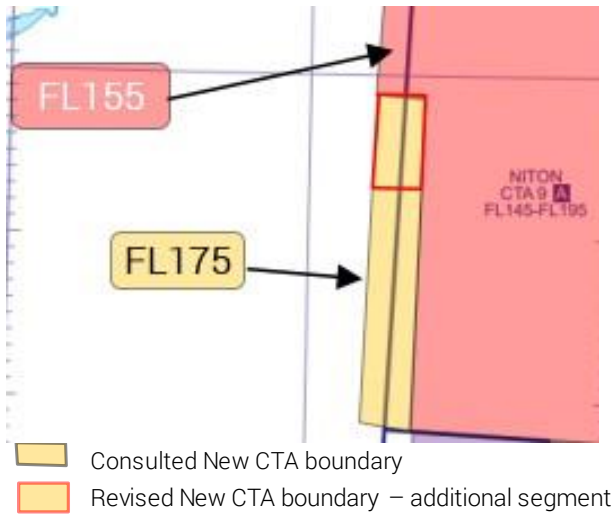 FL155
NITON
CTA 9 A
FL145-FL195
FL175
Consulted New CTA boundary
Revised New CTA boundary – additional segment